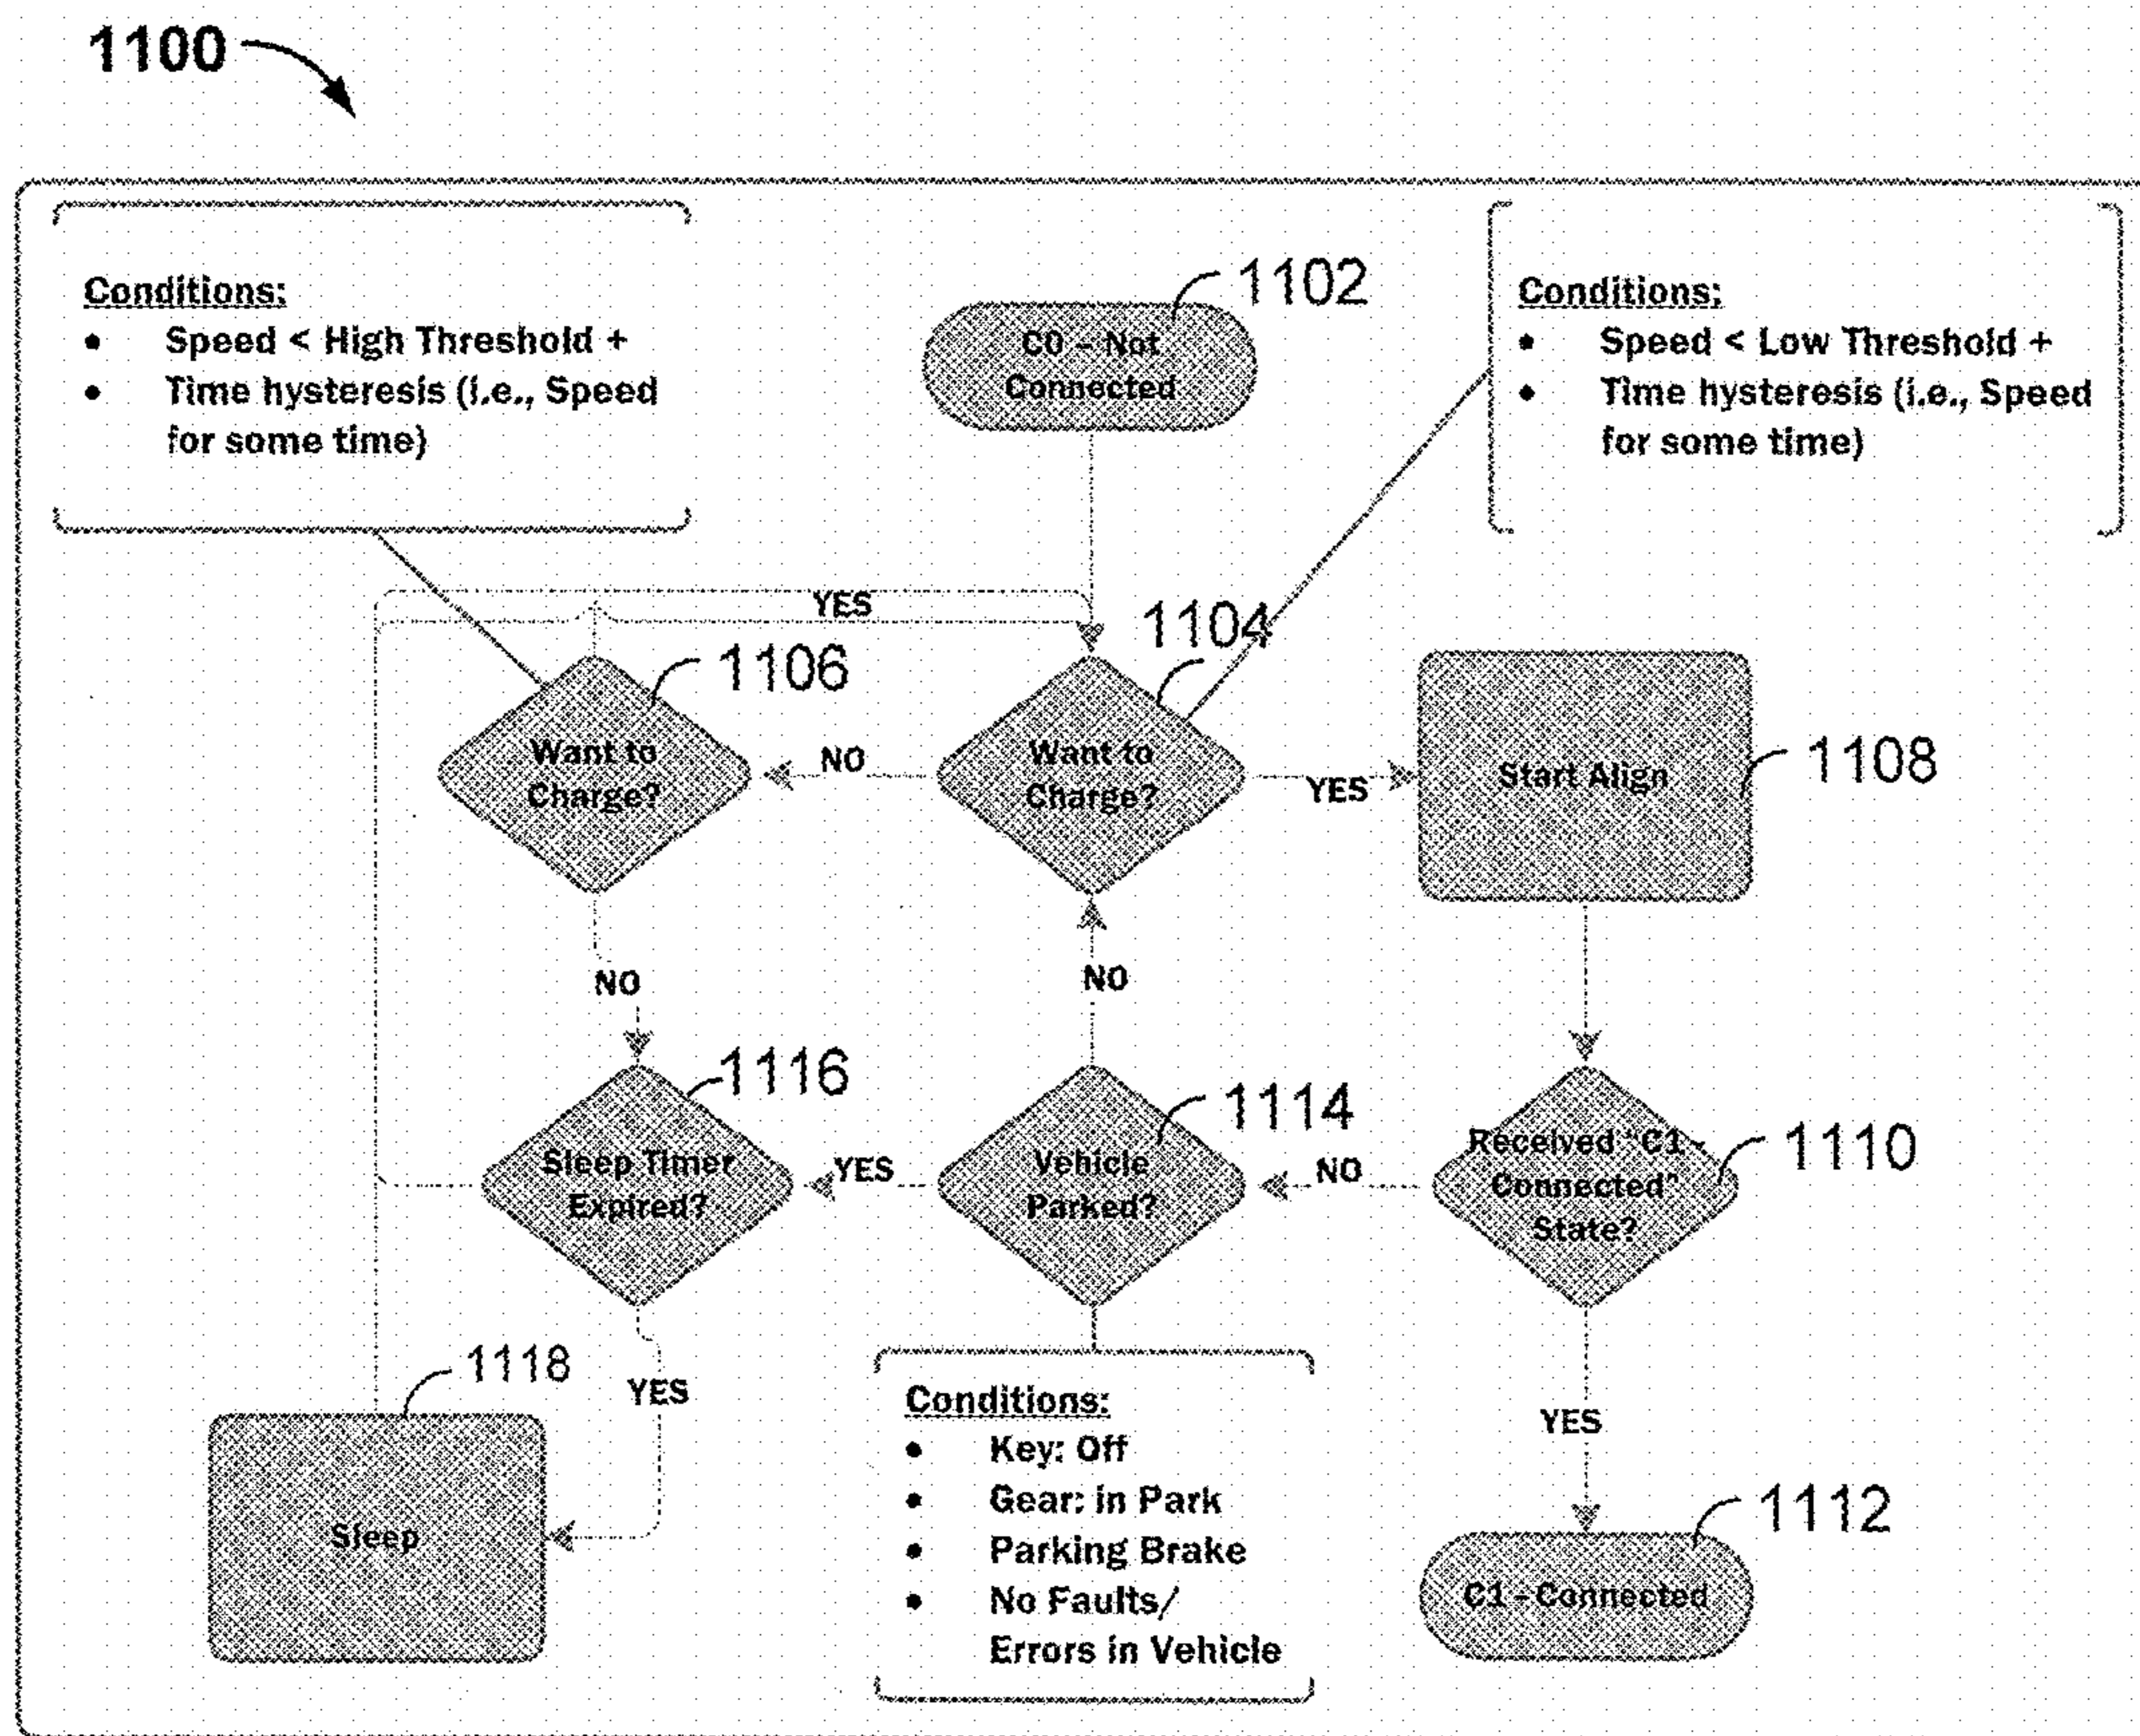 1100
Conditions:
• Speed < High Threshold +
• Time hysteresis (i.e., Speed
for some time)
1102
C0 – Not
Connected
Conditions:
• Speed < Low Threshold +
• Time hysteresis (i.e., Speed
for some time)
YES
1104
1106
Want to
Charge?
NO
Want to
Charge?
YES
Start Align
1108
NO
NO
1116
Sleep Timer
Expired?
YES
1114
Vehicle
Parked?
NO
Received "C1 -
Connected"
State?
1110
1118
YES
Sleep
Conditions:
• Key: Off
• Gear: in Park
• Parking Brake
• No Faults/
Errors in Vehicle
YES
1112
C1 - Connected